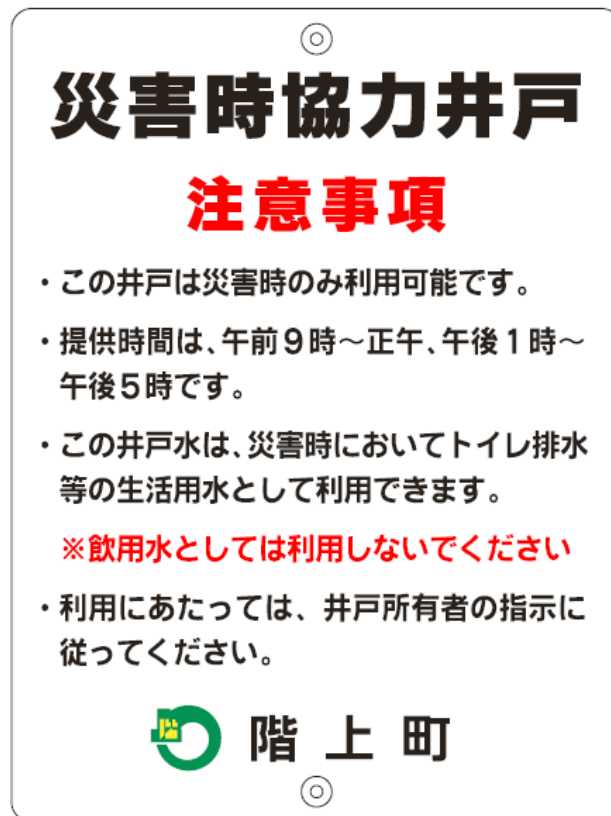 災害時協力井戸
注意事項
・この井戸は災害時のみ利用可能です。
・提供時間は、午前９時～正午、午後１時～
午後５時です。
・この井戸水は、災害時においてトイレ排水
等の生活用水として利用できます。
※飲用水としては利用しないでください
・利用にあたっては、井戸所有者の指示に
従ってください。
階上町